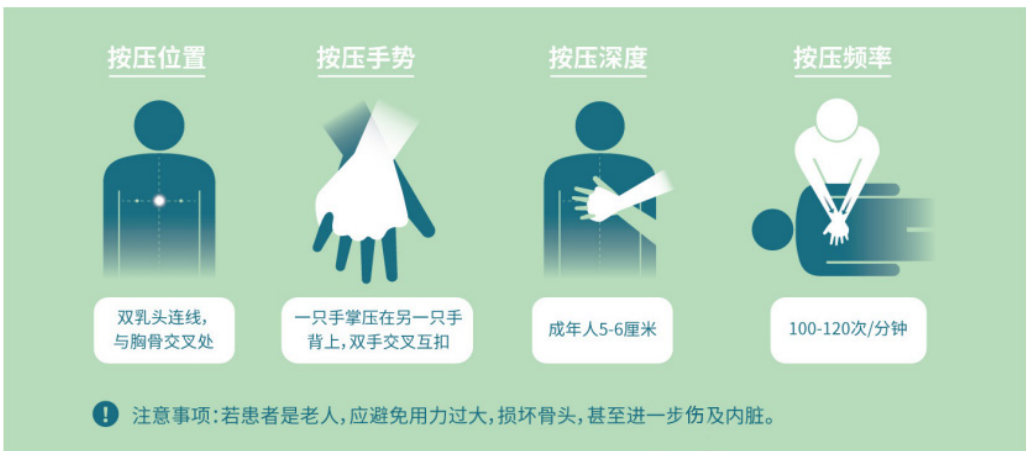 按压位置
按压手势
按压深度
按压频率
双乳头连线，
与胸骨交叉处
一只手掌压在另一只手
背上，双手交叉互扣
成年人5-6厘米
100-120次/分钟
! 注意事项：若患者是老人，应避免用力过大，损坏骨头，甚至进一步伤及内脏。